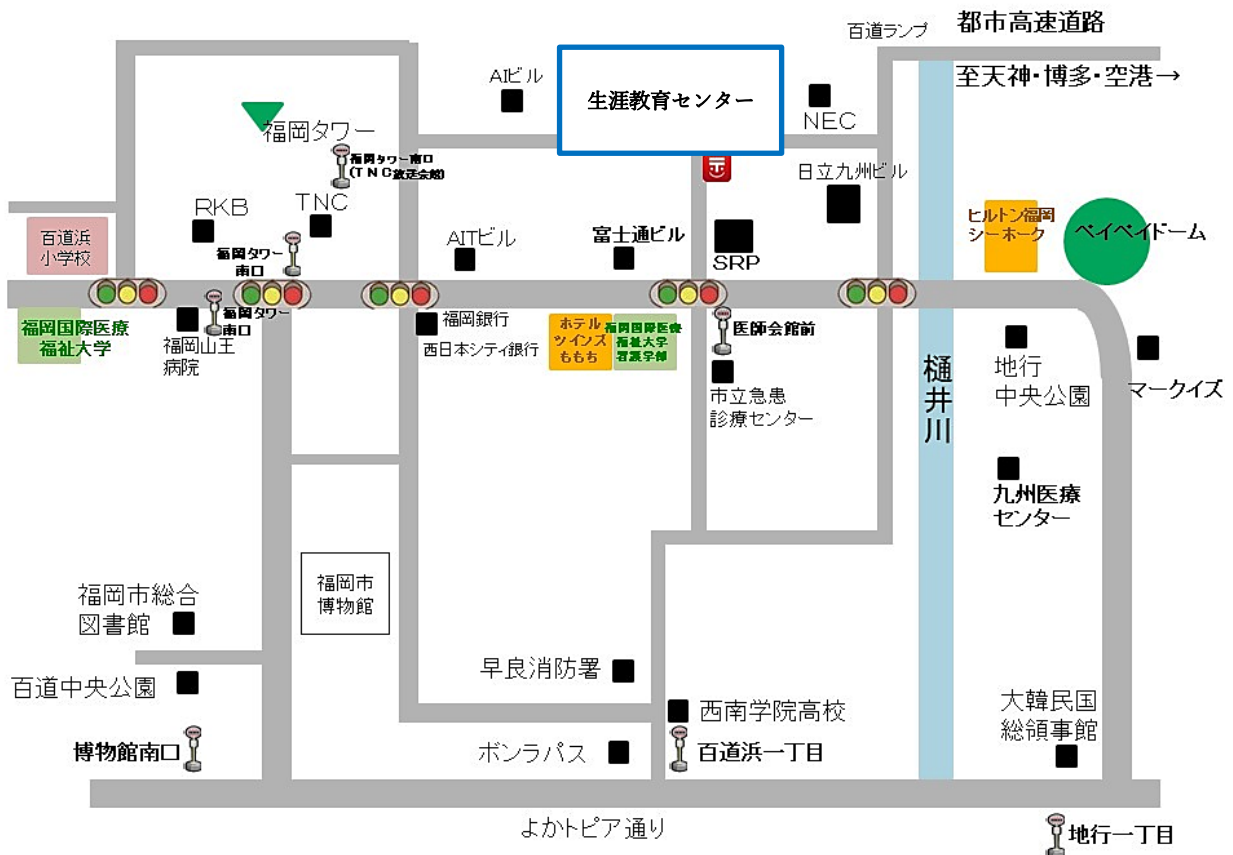 百道ランプ
都市高速道路
至天神・博多・空港→
AIビル
生涯教育センター
NEC
福岡タワー
福岡タワー南口
(TNC放送会館)
日立九州ビル
RKB
TNC
百道浜
小学校
福岡タワー
南口
AITビル
富士通ビル
SRP
ヒルトン福岡
シーホーク
ペイペイドーム
福岡国際医療
福祉大学
福岡山王
病院
福岡タワー
南口
福岡銀行
西日本シティ銀行
ホテル
ツインズ
ももち
福岡国際医療
福祉大学
看護学部
医師会館前
市立急患
診療センター
樋井川
地行
中央公園
マークイズ
九州医療
センター
福岡市
博物館
福岡市総合
図書館
百道中央公園
博物館南口
早良消防署
西南学院高校
ボンラパス
百道浜一丁目
大韓民国
総領事館
よかトピア通り
地行一丁目